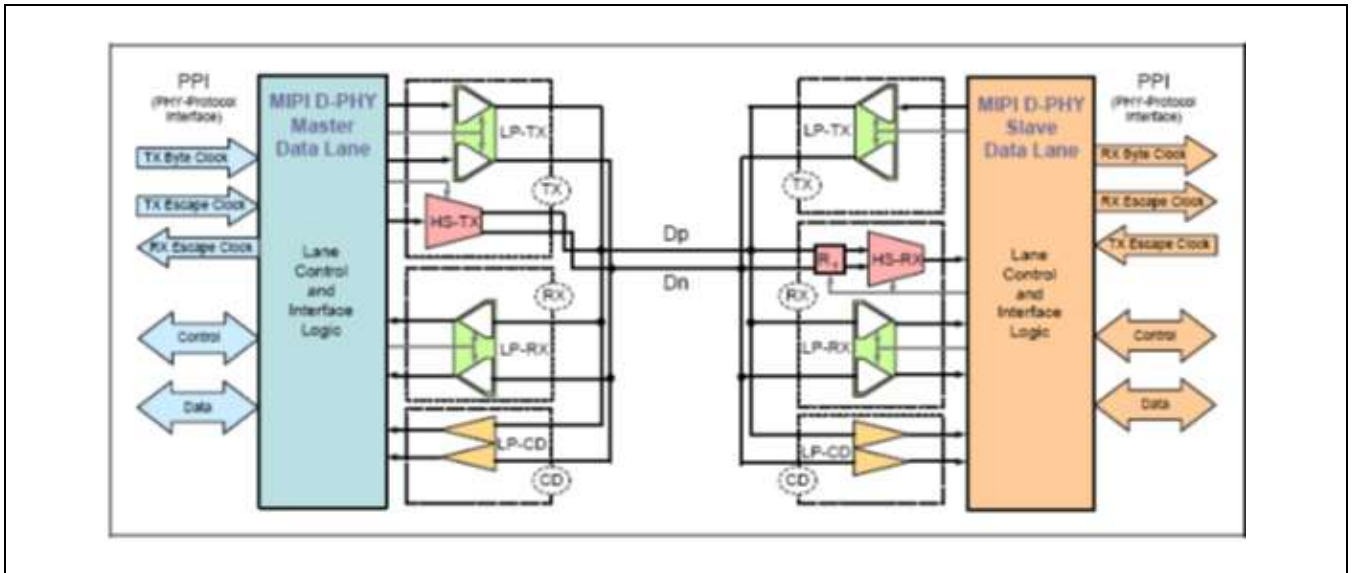 PPI
(PHY-Protocol
Interface)
TX Byte Clock
TX Escape Clock
RX Escape Clock
Control
Data
MIPI D-PHY
Master
Data Lane
Lane
Control
and
Interface
Logic
LP-TX
TX
HS-TX
RX
LP-RX
LP-CD
CD
Dp
Dn
LP-TX
TX
RT
HS-RX
RX
LP-RX
LP-CD
CD
MIPI D-PHY
Slave
Data Lane
Lane
Control
and
Interface
Logic
PPI
(PHY-Protocol
Interface)
RX Byte Clock
RX Escape Clock
TX Escape Clock
Control
Data